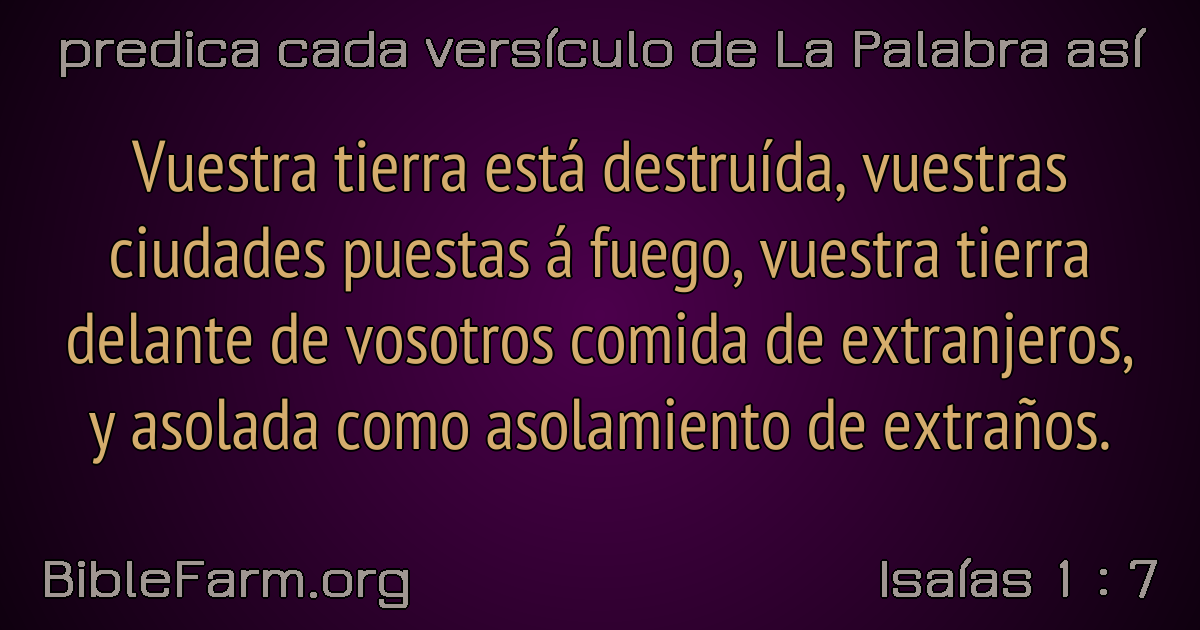 predica cada versículo de La Palabra así
Vuestra tierra está destruída, vuestras
ciudades puestas á fuego, vuestra tierra
delante de vosotros comida de extranjeros,
y asolada como asolamiento de extraños.
BibleFarm.org
Isaías 1 : 7